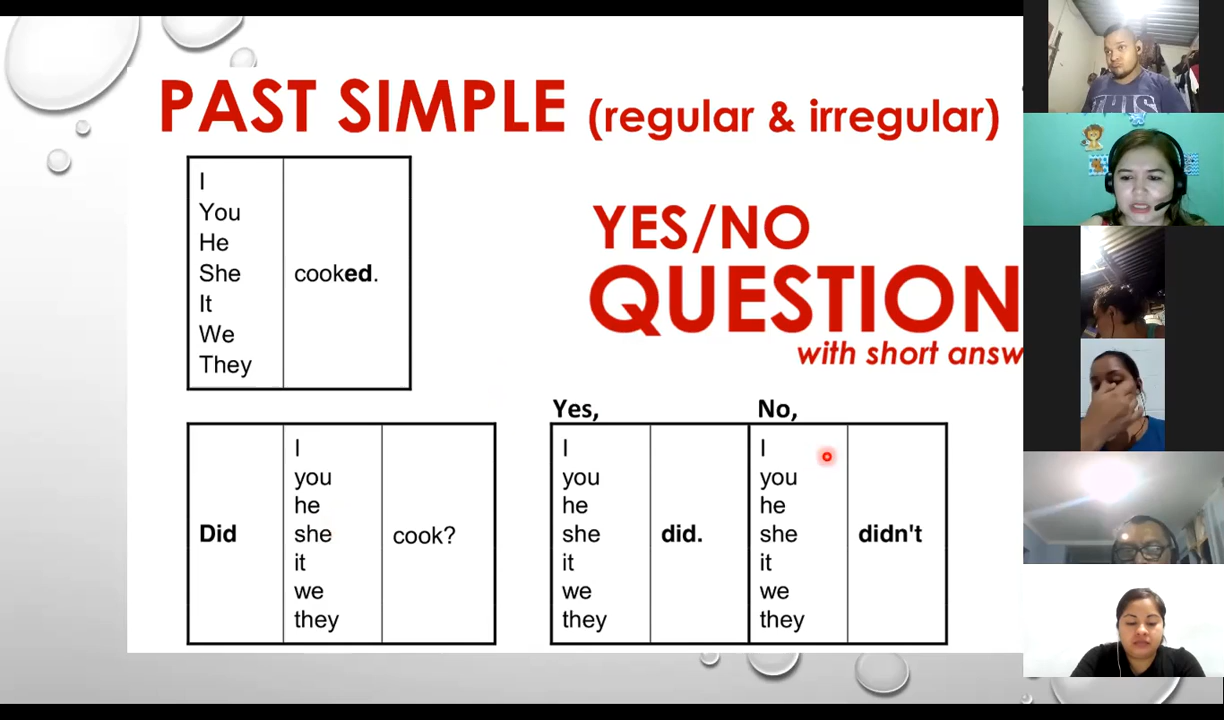 PAST SIMPLE (regular & irregular)
I
You
He
She
It
We
They
cooked.
YES/NO
QUESTION
with short answ
Did
I
you
he
she
it
we
they
cook?
Yes,
I
you
he
she
it
we
they
did.
No,
I
you
he
she
it
we
they
didn't
THIS